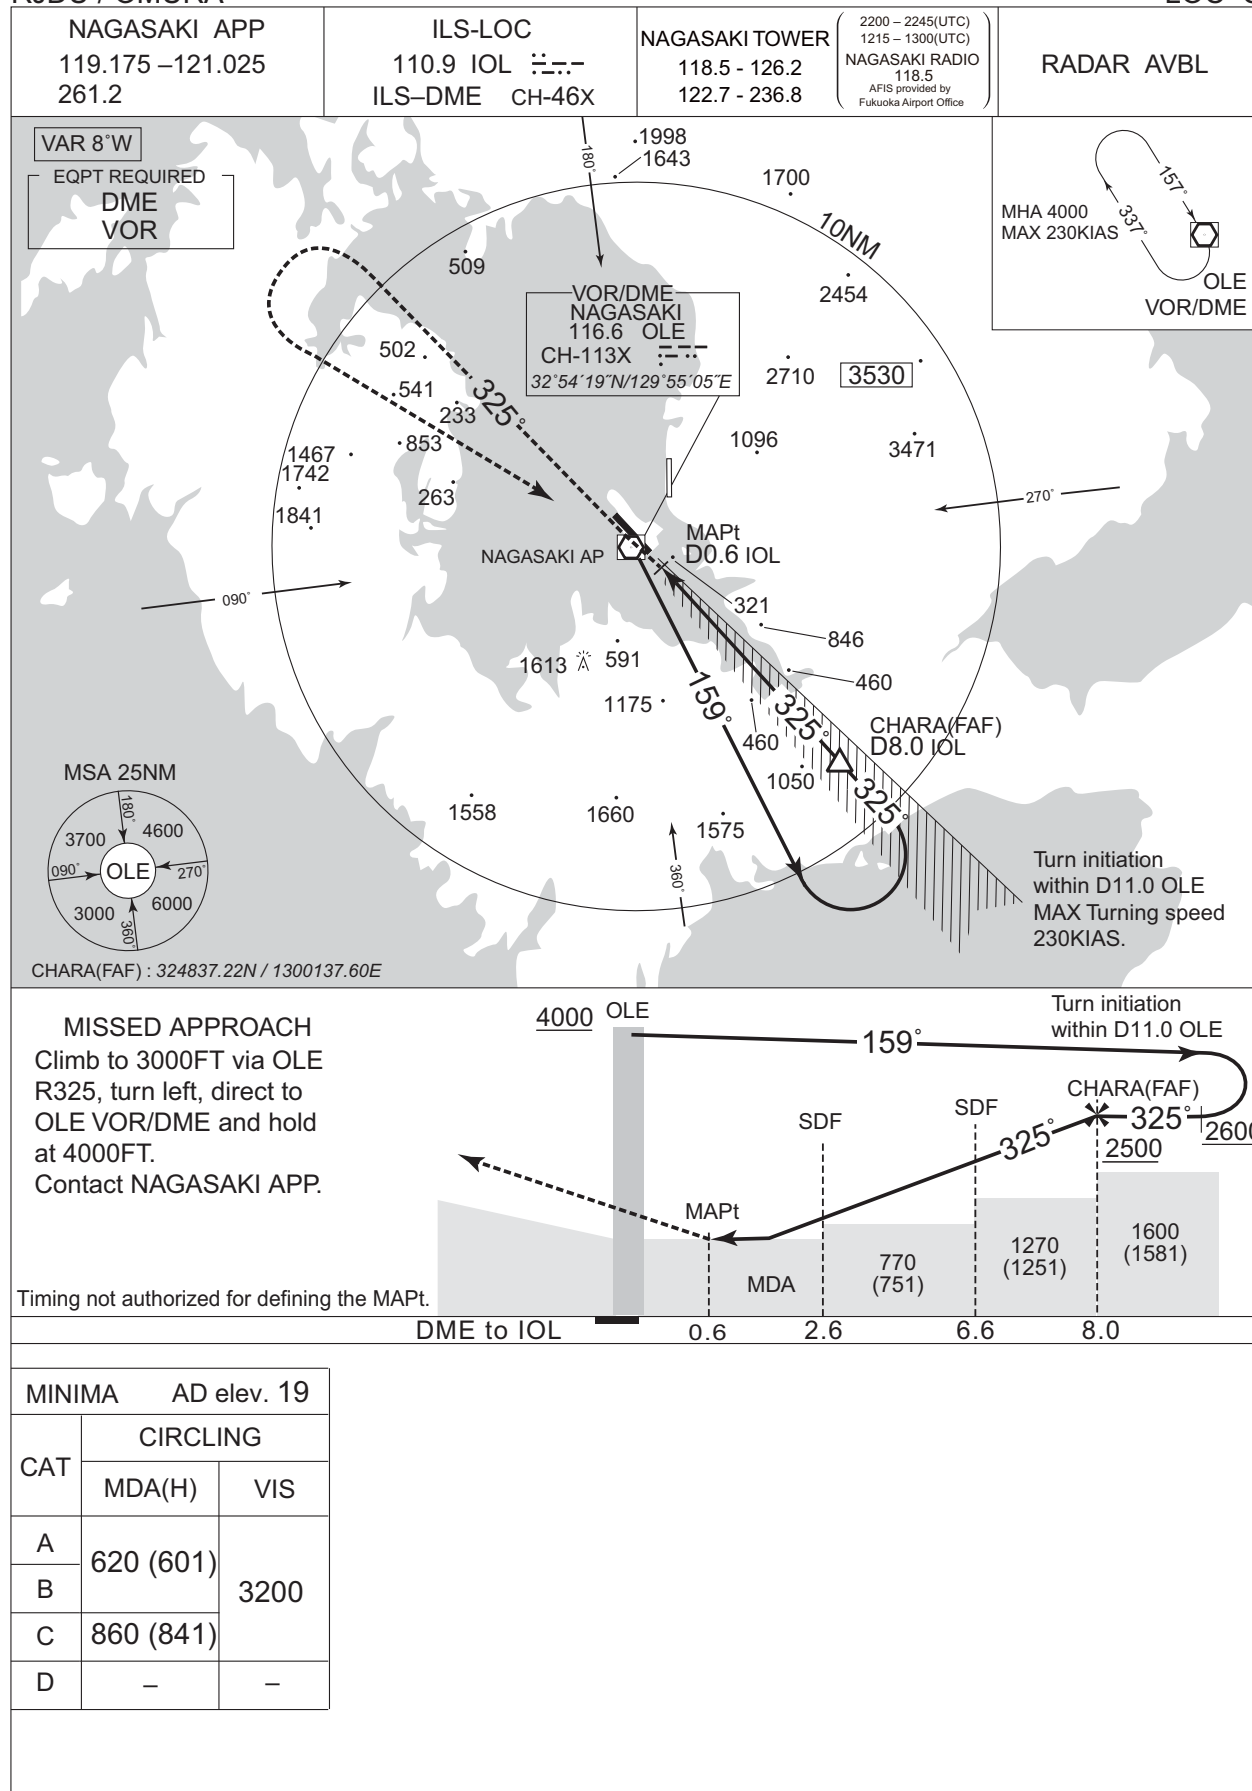 NAGASAKI APP
119.175 –121.025
261.2
ILS-LOC
110.9 IOL
ILS–DME CH-46X
NAGASAKI TOWER
118.5 - 126.2
122.7 - 236.8
2200 – 2245(UTC)
1215 – 1300(UTC)
NAGASAKI RADIO
118.5
AFIS provided by
Fukuoka Airport Office
RADAR AVBL
VAR 8°W
EQPT REQUIRED
DME
VOR
180°
1998
1643
1700
10NM
157°
337°
MHA 4000
MAX 230KIAS
OLE
VOR/DME
509
2454
VOR/DME
NAGASAKI
116.6 OLE
CH-113X
32°54´19˝N/129°55´05˝E
502
541
233
325°
2710
3530
1096
3471
853
1467
1742
263
1841
270°
NAGASAKI AP
MAPt
D0.6 IOL
090°
321
846
1613
591
460
1175
159°
325°
460
CHARA(FAF)
D8.0 IOL
1050
325°
1558
1660
1575
360°
MSA 25NM
180°
3700
4600
090°
OLE
270°
3000
6000
360°
Turn initiation
within D11.0 OLE
MAX Turning speed
230KIAS.
CHARA(FAF) : 324837.22N / 1300137.60E
MISSED APPROACH
Climb to 3000FT via OLE
R325, turn left, direct to
OLE VOR/DME and hold
at 4000FT.
Contact NAGASAKI APP.
4000
OLE
159°
Turn initiation
within D11.0 OLE
CHARA(FAF)
SDF
SDF
325°
325°
2500
MAPt
MDA
770
(751)
1270
(1251)
1600
(1581)
Timing not authorized for defining the MAPt.
DME to IOL 0.6 2.6 6.6 8.0
MINIMA AD elev. 19
CAT
CIRCLING
MDA(H) VIS
A
620 (601)
B
3200
C 860 (841)
D – –